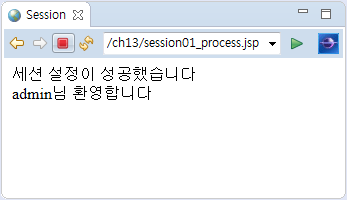 Session
/ch13/session01_process.jsp
세션 설정이 성공했습니다
admin님 환영합니다